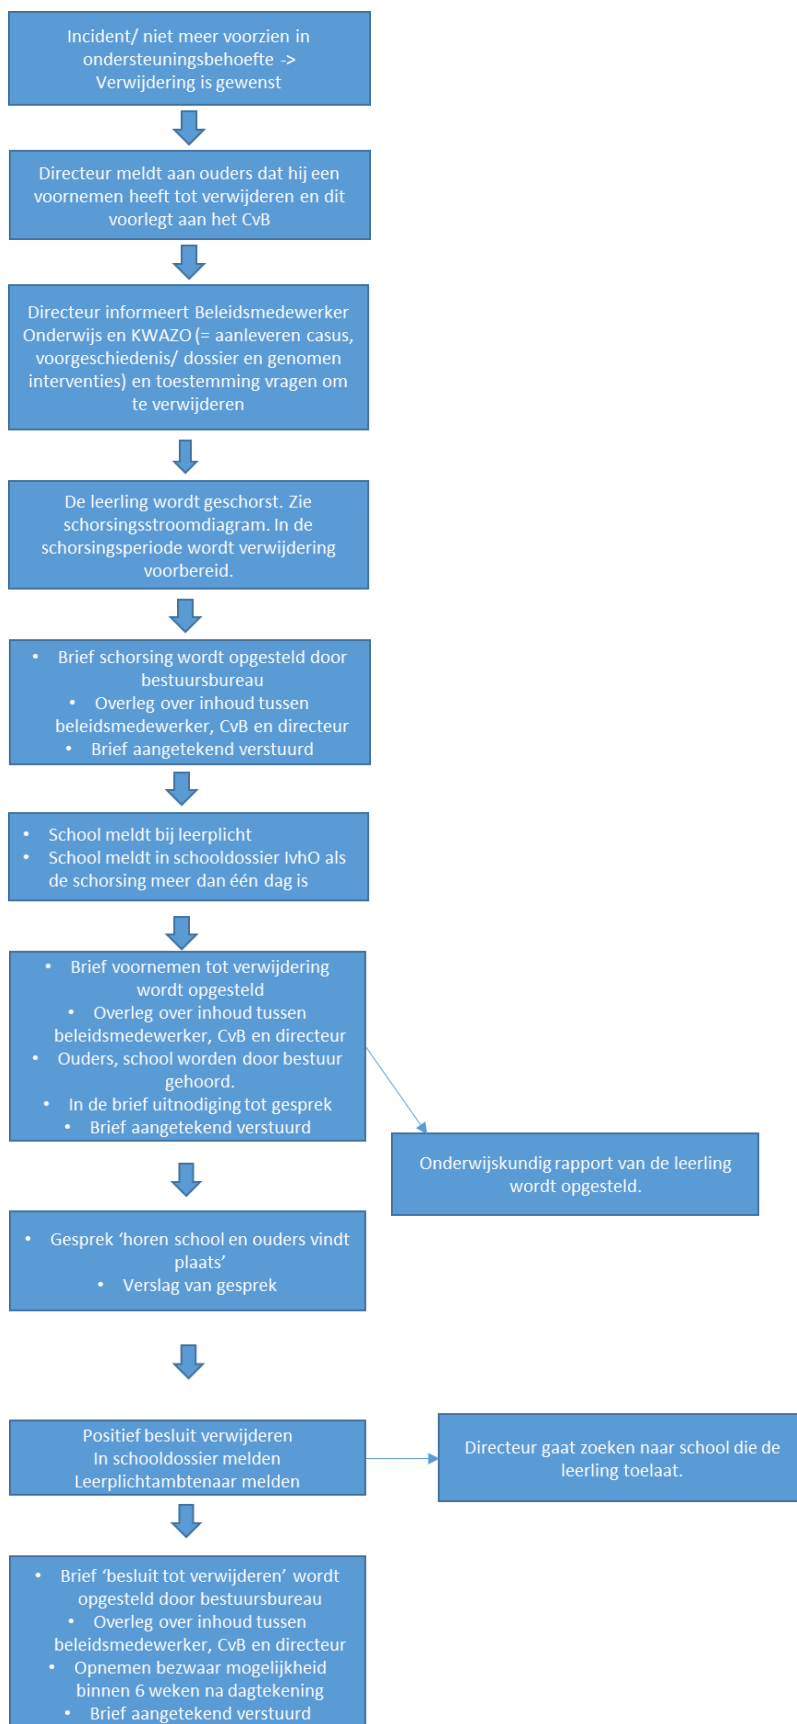 Incident/ niet meer voorzien in
ondersteuningsbehoefte ->
Verwijdering is gewenst
Directeur meldt aan ouders dat hij een
voornemen heeft tot verwijderen en dit
voorlegt aan het CvB
Directeur informeert Beleidsmedewerker
Onderwijs en KWAZO (= aanleveren casus,
voorgeschiedenis/ dossier en genomen
interventies) en toestemming vragen om
te verwijderen
De leerling wordt geschorst. Zie
schorsingsstroomdiagram. In de
schorsingsperiode wordt verwijdering
voorbereid.
• Brief schorsing wordt opgesteld door
bestuursbureau
• Overleg over inhoud tussen
beleidsmedewerker, CvB en directeur
• Brief aangetekend verstuurd
• School meldt bij leerplicht
• School meldt in schooldossier IvhO als
de schorsing meer dan één dag is
• Brief voornemen tot verwijdering
wordt opgesteld
• Overleg over inhoud tussen
beleidsmedewerker, CvB en directeur
• Ouders, school worden door bestuur
gehoord.
• In de brief uitnodiging tot gesprek
• Brief aangetekend verstuurd
Onderwijskundig rapport van de leerling
wordt opgesteld.
• Gesprek ‘horen school en ouders vindt
plaats’
• Verslag van gesprek
Positief besluit verwijderen
In schooldossier melden
Leerplichtambtenaar melden
Directeur gaat zoeken naar school die de
leerling toelaat.
• Brief ‘besluit tot verwijderen’ wordt
opgesteld door bestuursbureau
• Overleg over inhoud tussen
beleidsmedewerker, CvB en directeur
• Opnemen bezwaar mogelijkheid
binnen 6 weken na dagtekening
• Brief aangetekend verstuurd